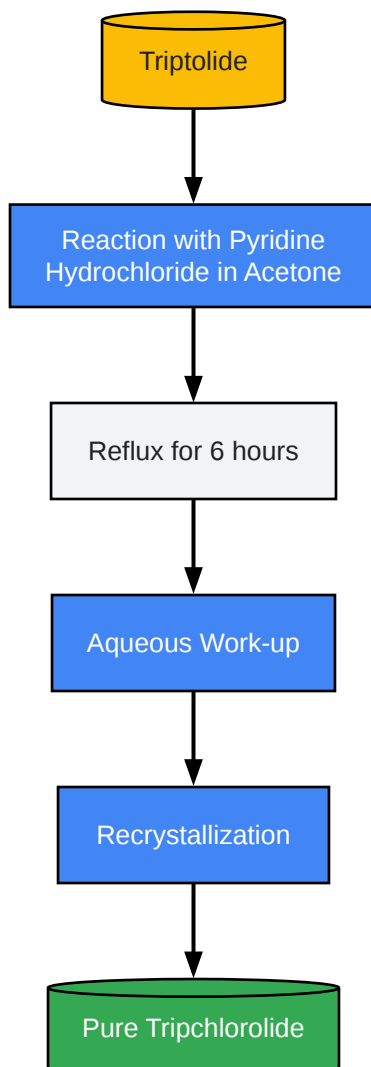 Triptolide
Reaction with Pyridine
Hydrochloride in Acetone
Reflux for 6 hours
Aqueous Work-up
Recrystallization
Pure Tripchlorolide